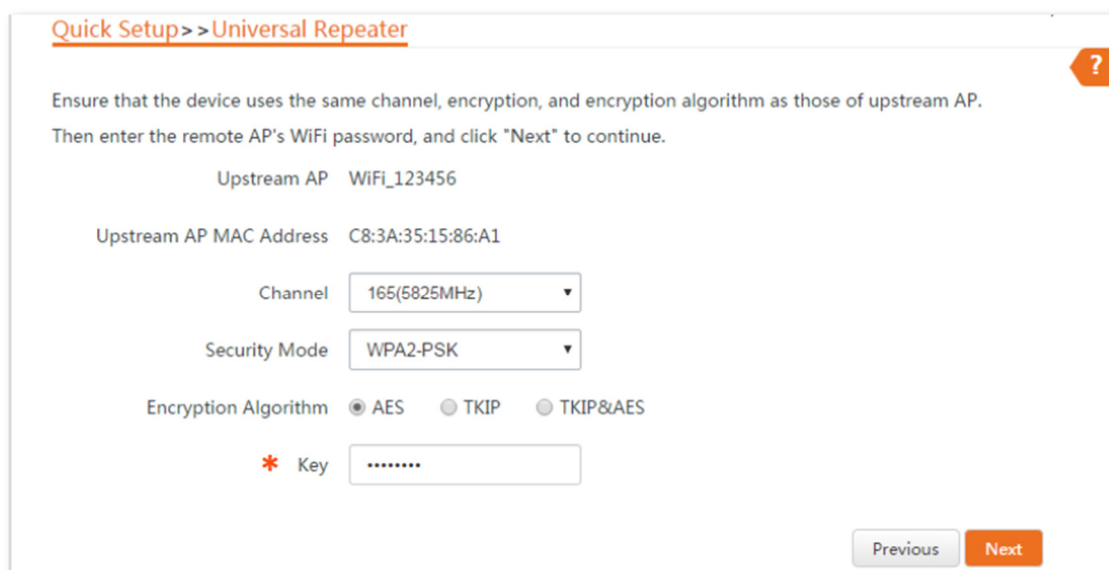 Quick Setup>>Universal Repeater
?
Ensure that the device uses the same channel, encryption, and encryption algorithm as those of upstream AP.
Then enter the remote AP's WiFi password, and click "Next" to continue.
Upstream AP WiFi_123456
Upstream AP MAC Address C8:3A:35:15:86:A1
Channel 165(5825MHz)
Security Mode WPA2-PSK
Encryption Algorithm AES TKIP TKIP&AES
* Key ••••••••
Previous Next